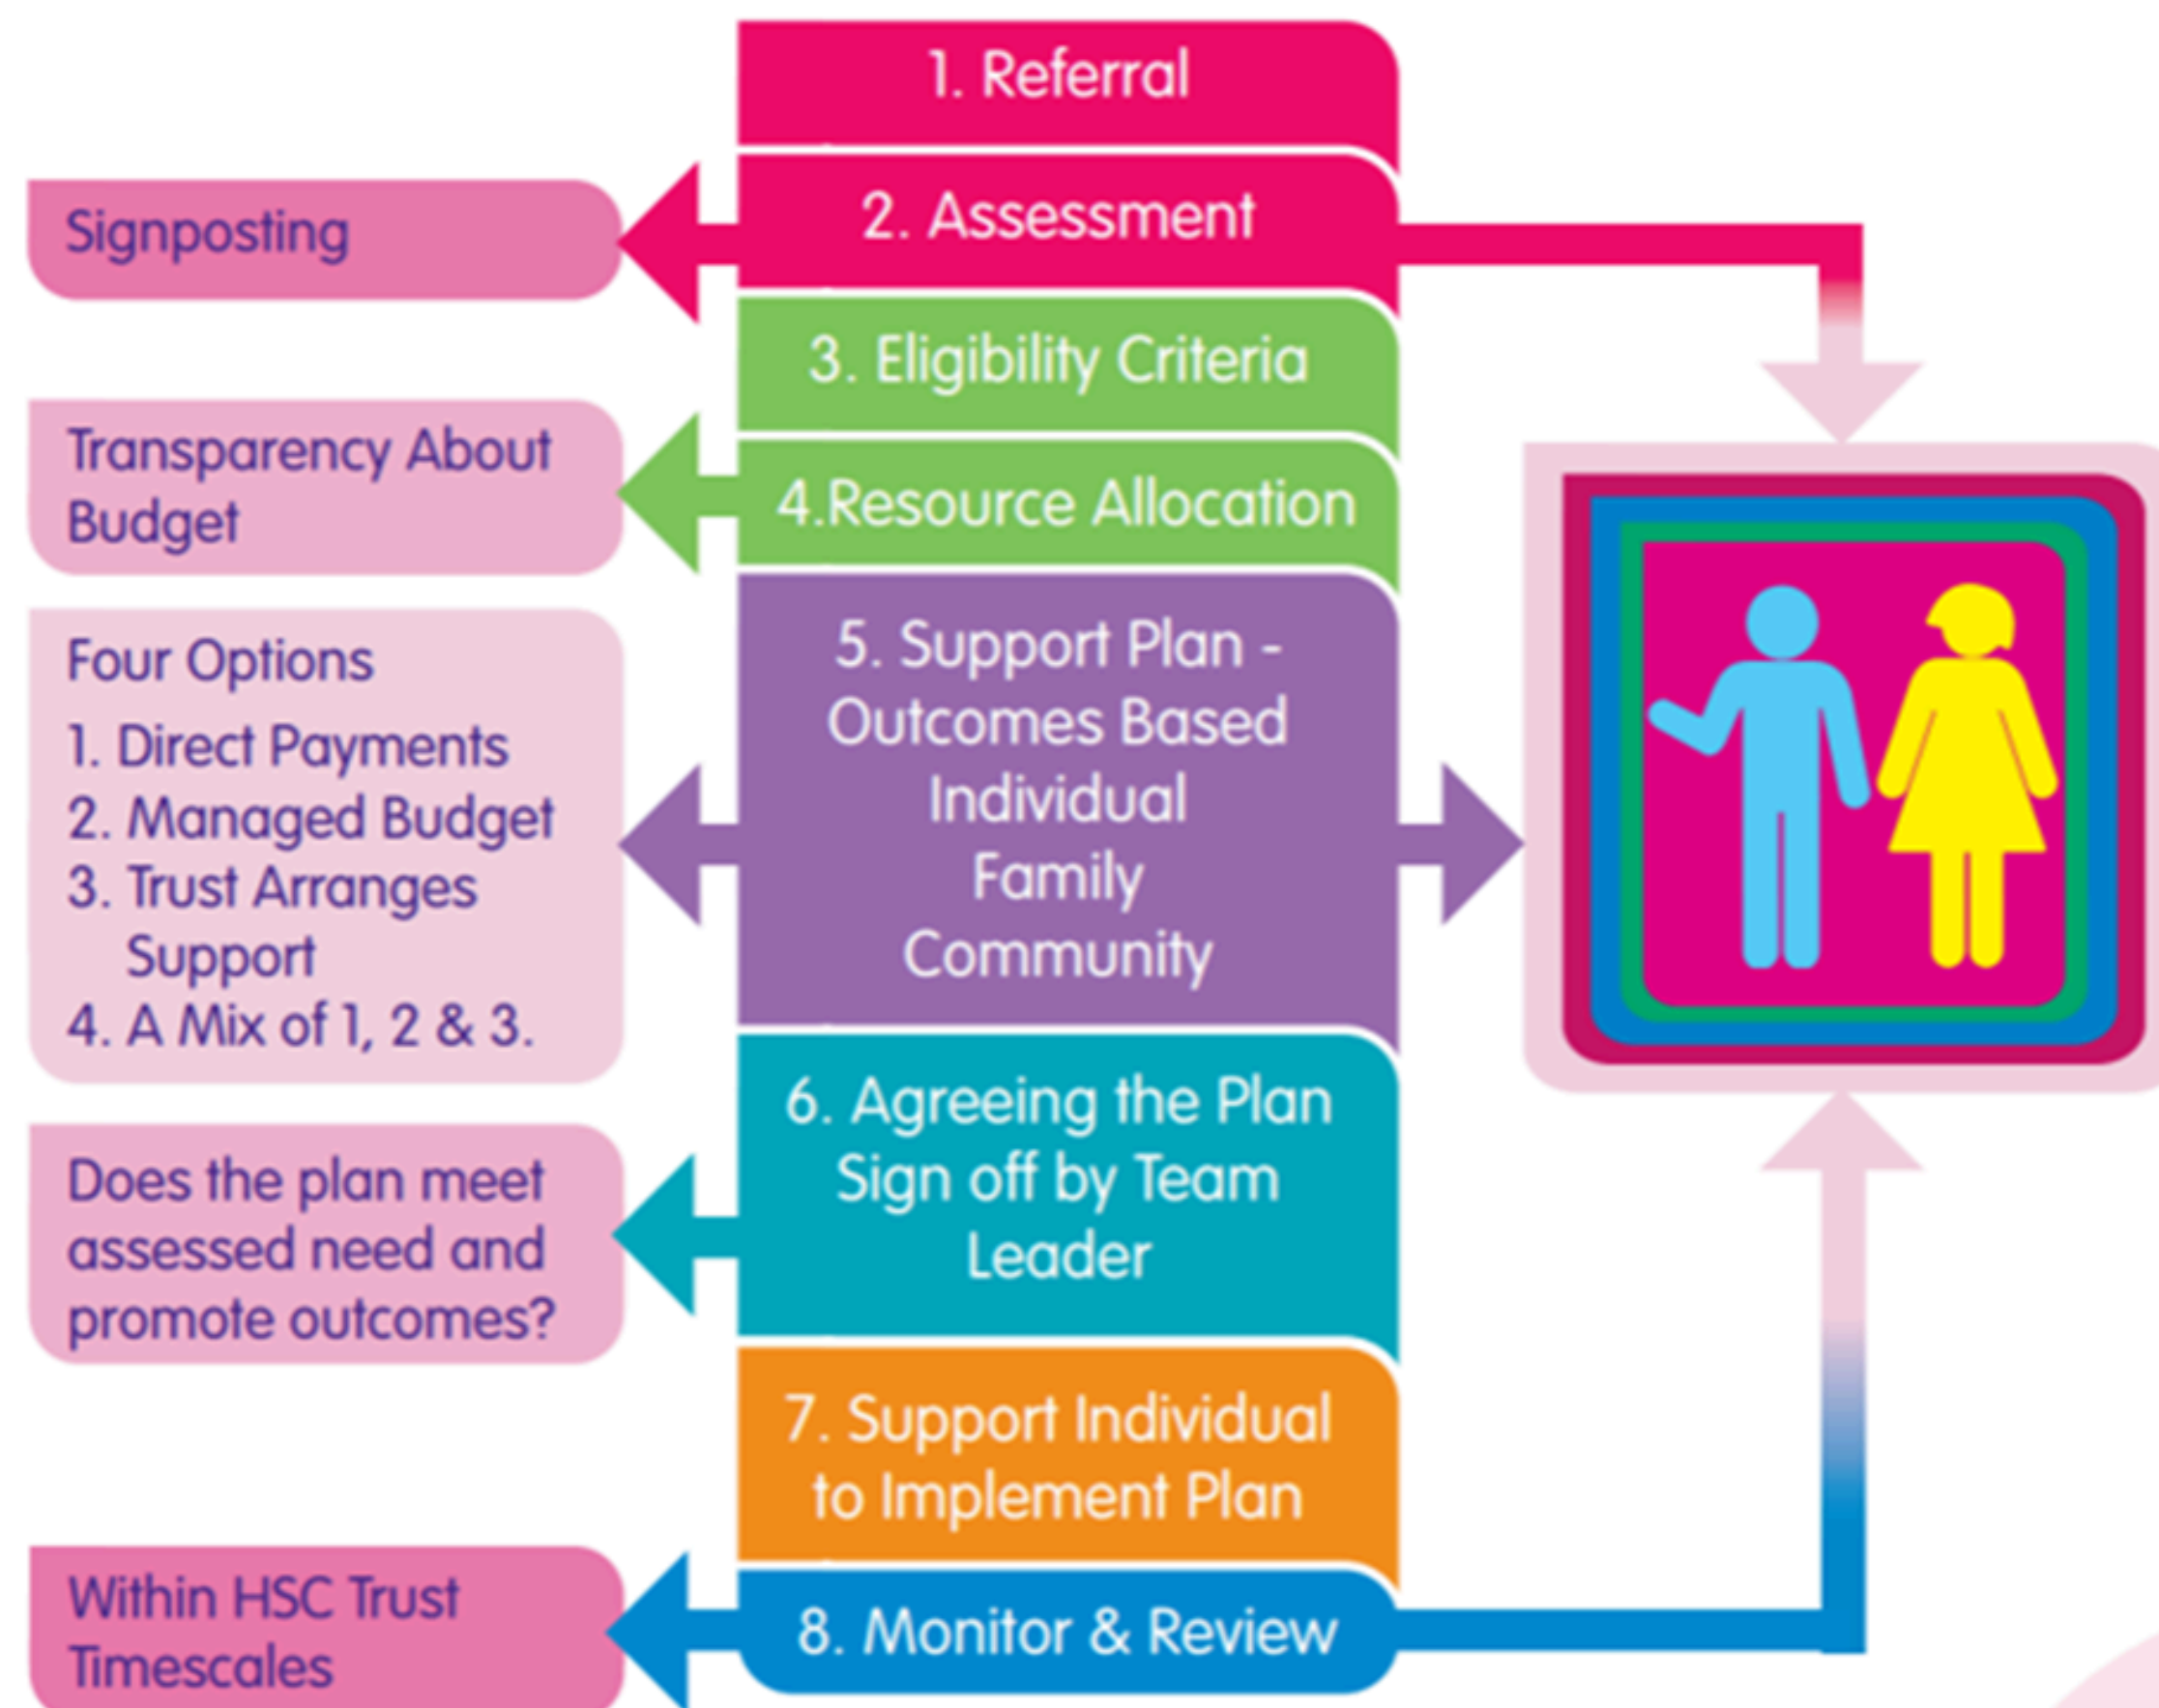 1. Referral
2. Assessment
Signposting
3. Eligibility Criteria
4.Resource Allocation
Transparency About
Budget
5. Support Plan -
Outcomes Based
Individual
Family
Community
Four Options
1. Direct Payments
2. Managed Budget
3. Trust Arranges
Support
4. A Mix of 1, 2 & 3.
6. Agreeing the Plan
Sign off by Team
Leader
Does the plan meet
assessed need and
promote outcomes?
7. Support Individual
to Implement Plan
8. Monitor & Review
Within HSC Trust
Timescales